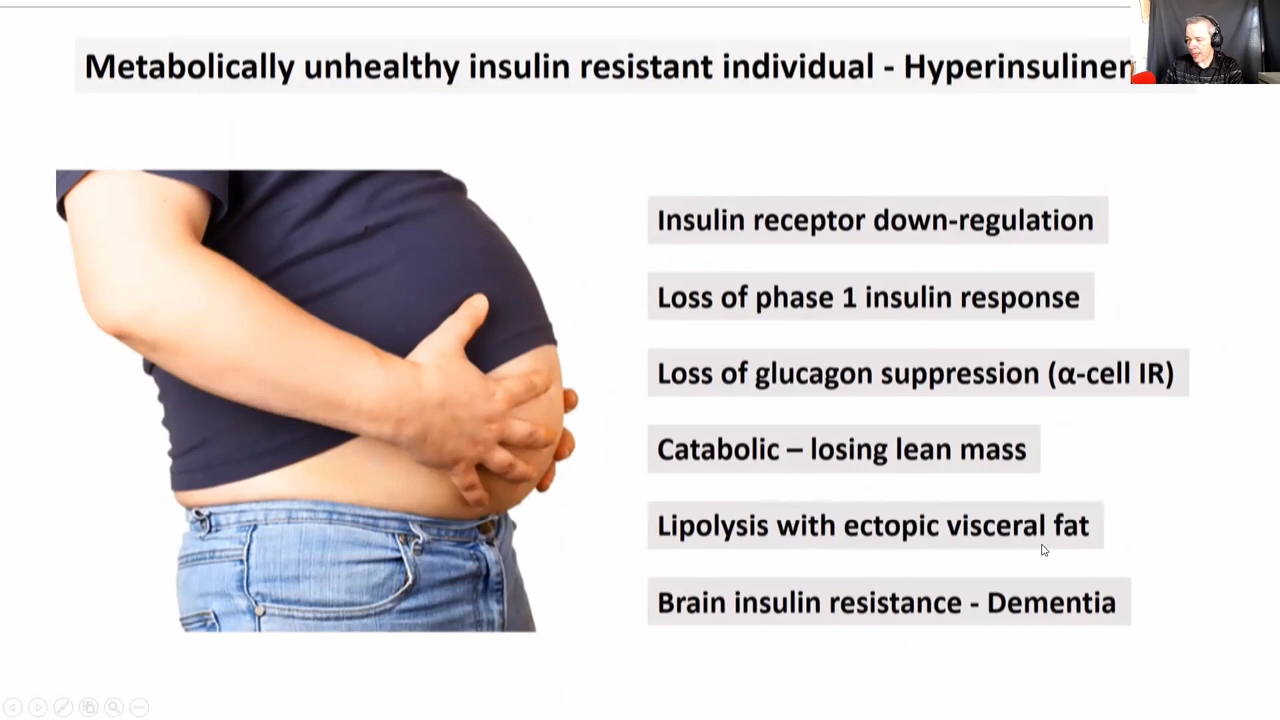 Metabolically unhealthy insulin resistant individual - Hyperinsuliner
Insulin receptor down-regulation
Loss of phase 1 insulin response
Loss of glucagon suppression (α-cell IR)
Catabolic – losing lean mass
Lipolysis with ectopic visceral fat
Brain insulin resistance - Dementia